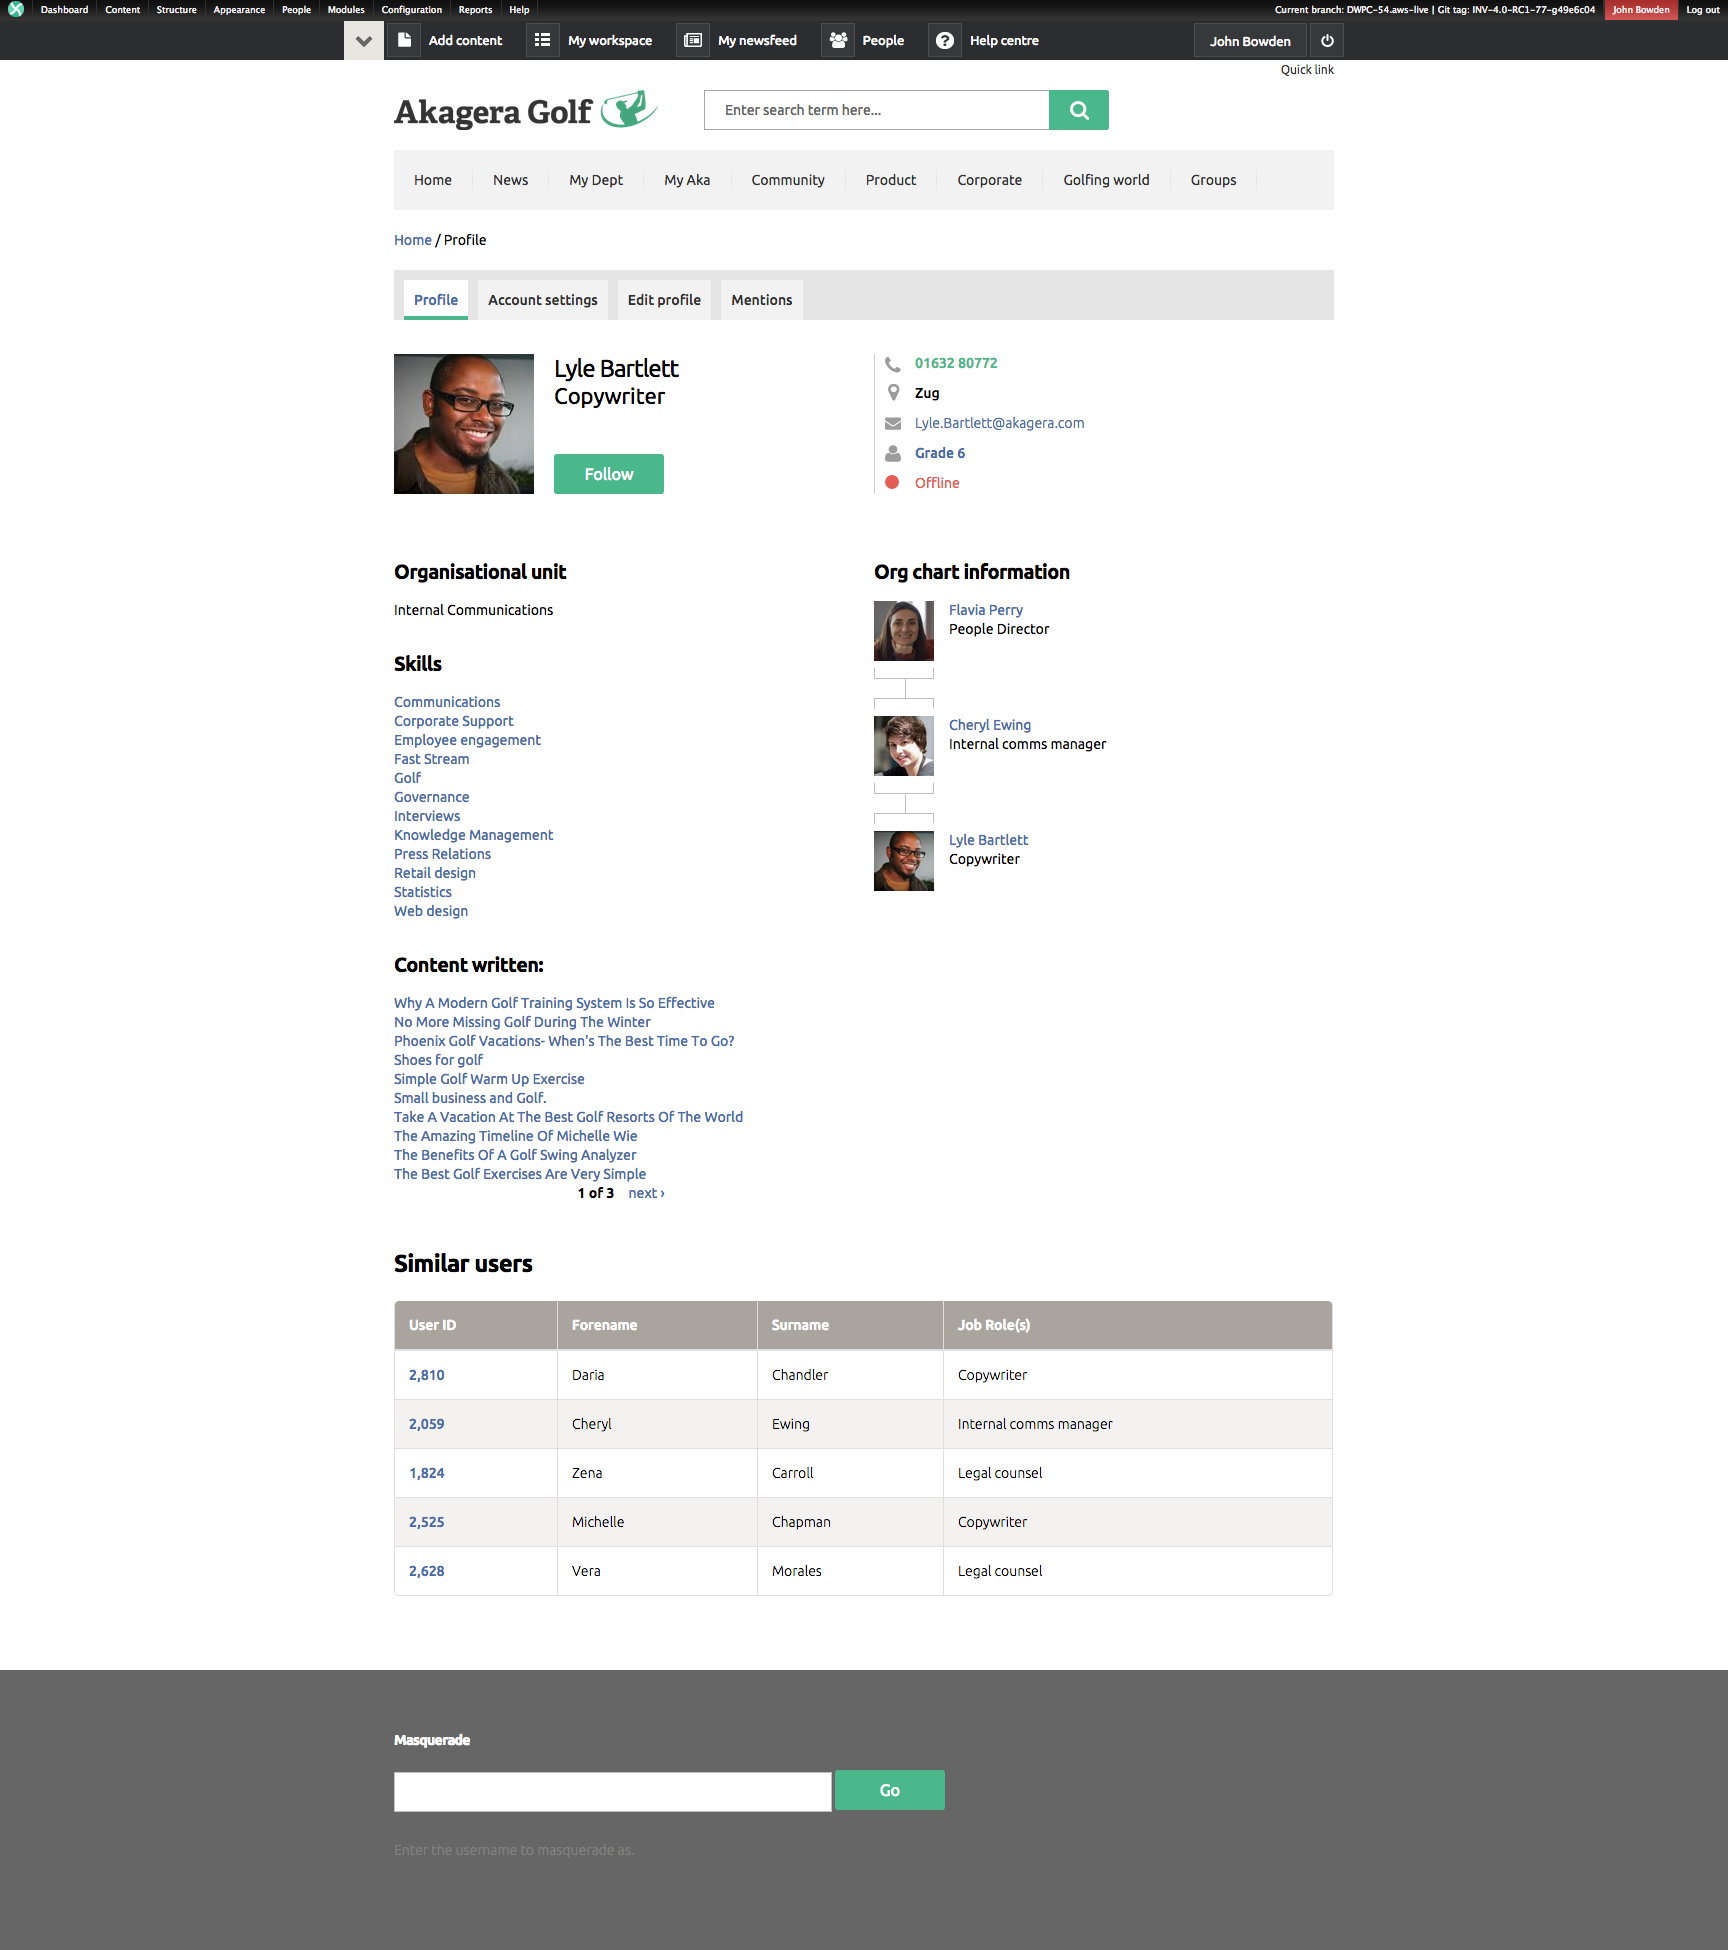 Dashboard Content Structure Appearance People Modules Configuration Reports Help Current branch: DWPC-54.aws-live | Git tag: INV-4.0-RC1-77-g49e6c04 John Bowden Log out
Add content My workspace My newsfeed People Help centre John Bowden
Quick link
Akagera Golf Enter search term here...
Home News My Dept My Aka Community Product Corporate Golfing world Groups
Home / Profile
Profile Account settings Edit profile Mentions
Lyle Bartlett
Copywriter
Follow
01632 80772
Zug
Lyle.Bartlett@akagera.com
Grade 6
Offline
Organisational unit
Internal Communications
Skills
Communications
Corporate Support
Employee engagement
Fast Stream
Golf
Governance
Interviews
Knowledge Management
Press Relations
Retail design
Statistics
Web design
Org chart information
Flavia Perry
People Director
Cheryl Ewing
Internal comms manager
Lyle Bartlett
Copywriter
Content written:
Why A Modern Golf Training System Is So Effective
No More Missing Golf During The Winter
Phoenix Golf Vacations- When's The Best Time To Go?
Shoes for golf
Simple Golf Warm Up Exercise
Small business and Golf.
Take A Vacation At The Best Golf Resorts Of The World
The Amazing Timeline Of Michelle Wie
The Benefits Of A Golf Swing Analyzer
The Best Golf Exercises Are Very Simple
1 of 3 next ›
Similar users
User ID Forename Surname Job Role(s)
2,810 Daria Chandler Copywriter
2,059 Cheryl Ewing Internal comms manager
1,824 Zena Carroll Legal counsel
2,525 Michelle Chapman Copywriter
2,628 Vera Morales Legal counsel
Masquerade
Go
Enter the username to masquerade as.